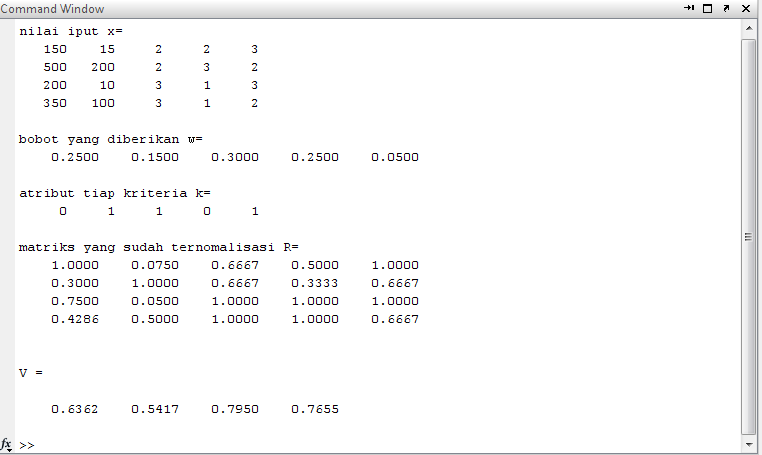 Command Window
nilai iput x=
150 15 2 2 3
500 200 2 3 2
200 10 3 1 3
350 100 3 1 2
bobot yang diberikan w=
0.2500 0.1500 0.3000 0.2500 0.0500
atribut tiap kriteria k=
0 1 1 0 1
matriks yang sudah ternomalisasi R=
1.0000 0.0750 0.6667 0.5000 1.0000
0.3000 1.0000 0.6667 0.3333 0.6667
0.7500 0.0500 1.0000 1.0000 1.0000
0.4286 0.5000 1.0000 1.0000 0.6667
V =
0.6362 0.5417 0.7950 0.7655
fx >>